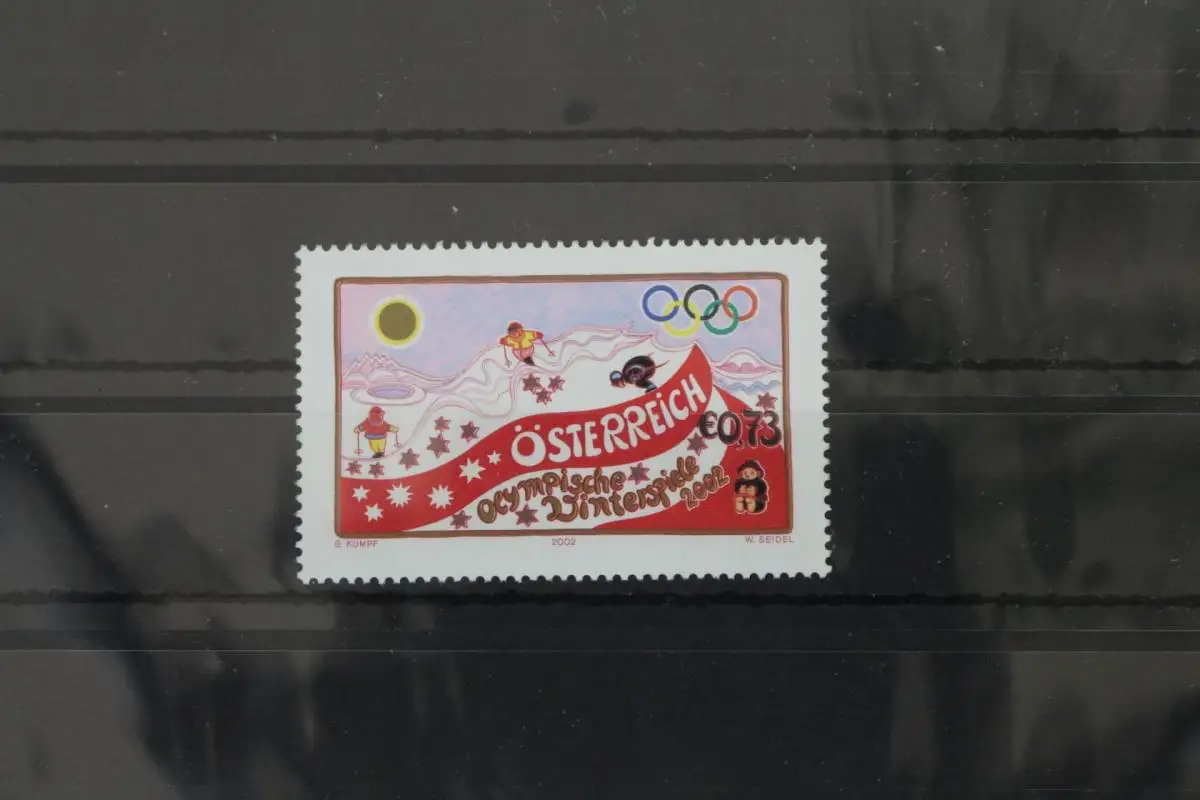 ÖSTERREiCH
€0,73
Olympische
Winterspiele
2002
G. KUMPF 2002 W. SEIDEL